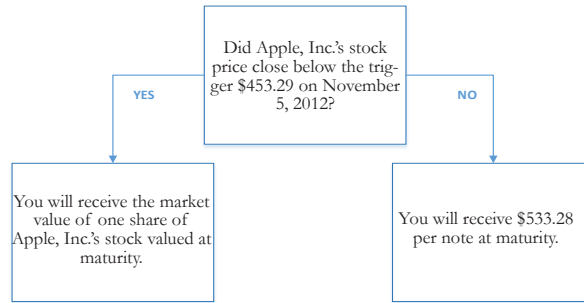 Did Apple, Inc.’s stock
price close below the trig-
ger $453.29 on November
5, 2012?
YES
NO
You will receive the market
value of one share of
Apple, Inc.’s stock valued at
maturity.
You will receive $533.28
per note at maturity.